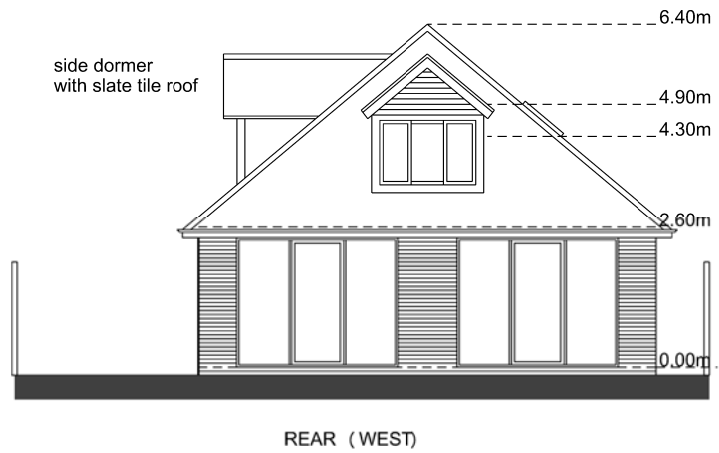 6.40m
side dormer
with slate tile roof
4.90m
4.30m
2.60m
0.00m
REAR ( WEST)